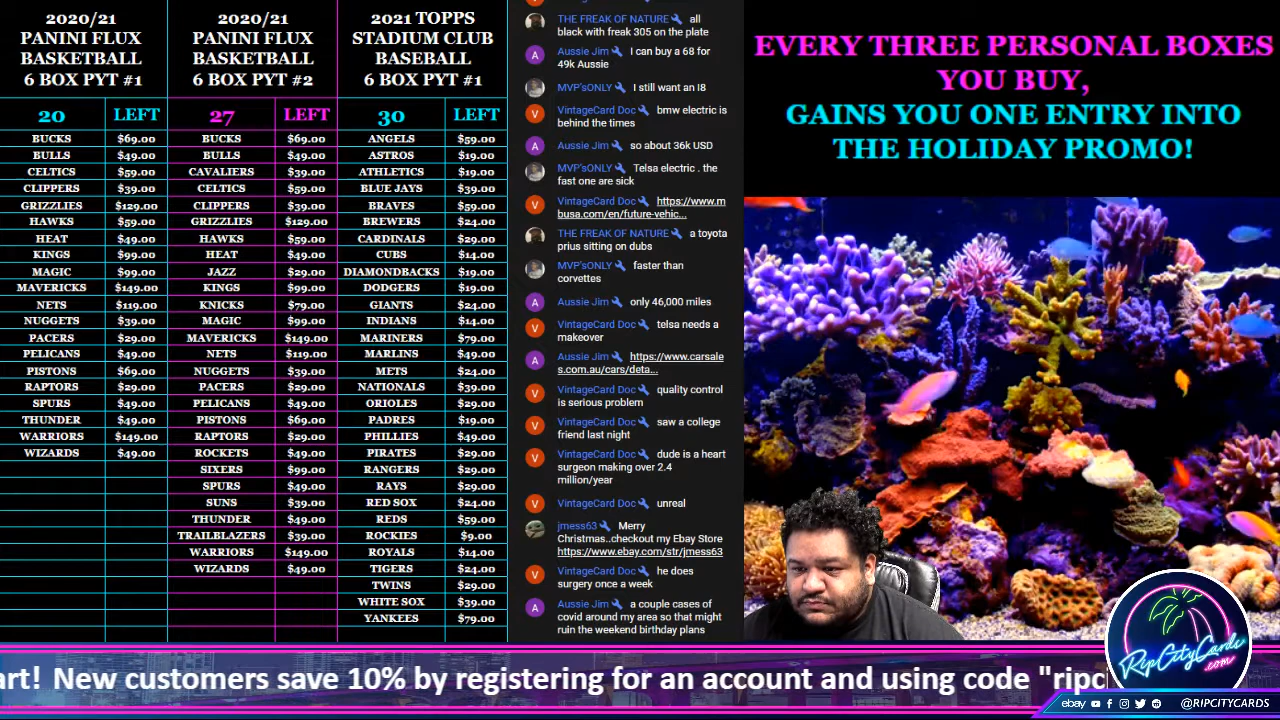 2020/21
PANINI FLUX
BASKETBALL
6 BOX PYT #1
20 LEFT
BUCKS $69.00
BULLS $49.00
CELTICS $59.00
CLIPPERS $39.00
GRIZZLIES $129.00
HAWKS $59.00
HEAT $49.00
KINGS $99.00
MAGIC $99.00
MAVERICKS $149.00
NETS $119.00
NUGGETS $39.00
PACERS $29.00
PELICANS $49.00
PISTONS $69.00
RAPTORS $29.00
SPURS $49.00
THUNDER $49.00
WARRIORS $149.00
WIZARDS $49.00
2020/21
PANINI FLUX
BASKETBALL
6 BOX PYT #2
27 LEFT
BUCKS $69.00
BULLS $49.00
CAVALIERS $39.00
CELTICS $59.00
CLIPPERS $39.00
GRIZZLIES $129.00
HAWKS $59.00
HEAT $49.00
JAZZ $29.00
KINGS $99.00
KNICKS $79.00
MAGIC $99.00
MAVERICKS $149.00
NETS $119.00
NUGGETS $39.00
PACERS $29.00
PELICANS $49.00
PISTONS $69.00
RAPTORS $29.00
ROCKETS $49.00
SIXERS $99.00
SPURS $49.00
SUNS $39.00
THUNDER $49.00
TRAILBLAZERS $39.00
WARRIORS $149.00
WIZARDS $49.00
2021 TOPPS
STADIUM CLUB
BASEBALL
6 BOX PYT #1
30 LEFT
ANGELS $59.00
ASTROS $19.00
ATHLETICS $19.00
BLUE JAYS $39.00
BRAVES $59.00
BREWERS $24.00
CARDINALS $29.00
CUBS $14.00
DIAMONDBACKS $19.00
DODGERS $19.00
GIANTS $24.00
INDIANS $14.00
MARINERS $79.00
MARLINS $49.00
METS $24.00
NATIONALS $39.00
ORIOLES $29.00
PADRES $19.00
PHILLIES $49.00
PIRATES $29.00
RANGERS $29.00
RAYS $29.00
RED SOX $24.00
REDS $59.00
ROCKIES $9.00
ROYALS $14.00
TIGERS $24.00
TWINS $29.00
WHITE SOX $39.00
YANKEES $79.00
THE FREAK OF NATURE all
black with freak 305 on the plate
A Aussie Jim I can buy a 68 for
49k Aussie
MVP'sONLY I still want an I8
V VintageCard Doc bmw electric is
behind the times
A Aussie Jim so about 36k USD
MVP'sONLY Telsa electric . the
fast one are sick
V VintageCard Doc https://www.m
busa.com/en/future-vehic...
THE FREAK OF NATURE a toyota
prius sitting on dubs
MVP'sONLY faster than
corvettes
A Aussie Jim only 46,000 miles
V VintageCard Doc telsa needs a
makeover
A Aussie Jim https://www.carsale
s.com.au/cars/deta...
V VintageCard Doc quality control
is serious problem
V VintageCard Doc saw a college
friend last night
V VintageCard Doc dude is a heart
surgeon making over 2.4
million/year
V VintageCard Doc unreal
jmess63 Merry
Christmas..checkout my Ebay Store
https://www.ebay.com/str/jmess63
V VintageCard Doc he does
surgery once a week
A Aussie Jim a couple cases of
covid around my area so that might
ruin the weekend birthday plans
EVERY THREE PERSONAL BOXES
YOU BUY,
GAINS YOU ONE ENTRY INTO
THE HOLIDAY PROMO!
RipCityCards
.com
art! New customers save 10% by registering for an account and using code "ripc
ebay @RIPCITYCARDS